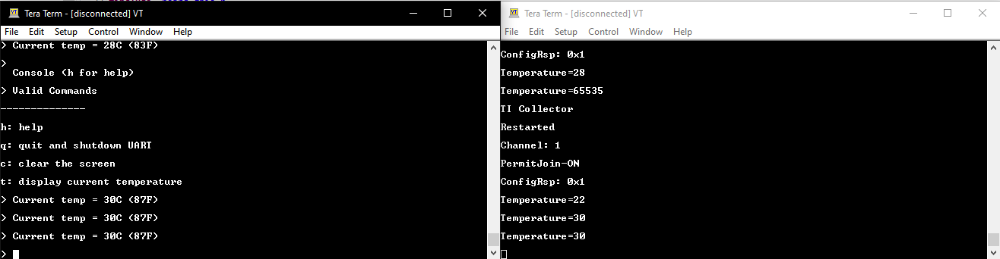 Tera Term - [disconnected] VT
File Edit Setup Control Window Help
> Current temp = 28C (83F)
>
Console (h for help)
> Valid Commands
--------------
h: help
q: quit and shutdown UART
c: clear the screen
t: display current temperature
> Current temp = 30C (87F)
> Current temp = 30C (87F)
> Current temp = 30C (87F)
>
Tera Term - [disconnected] VT
File Edit Setup Control Window Help
ConfigRsp: 0x1
Temperature=28
Temperature=65535
TI Collector
Restarted
Channel: 1
PermitJoin-ON
ConfigRsp: 0x1
Temperature=22
Temperature=30
Temperature=30